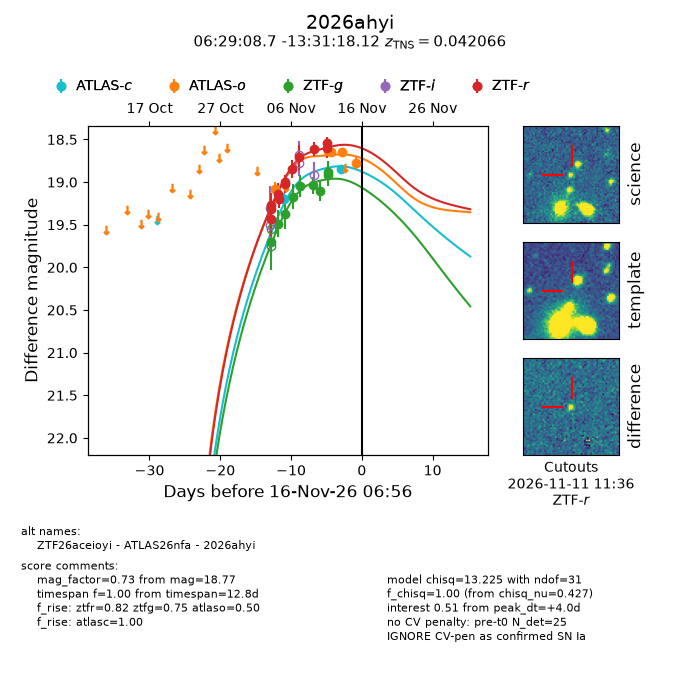 2026ahyi
06:29:08.7 -13:31:18.12 z_TNS = 0.042066
ATLAS-c ATLAS-o ZTF-g ZTF-i ZTF-r
17 Oct 27 Oct 06 Nov 16 Nov 26 Nov
18.5
19.0
19.5
20.0
20.5
21.0
21.5
22.0
Difference magnitude
−30 −20 −10 0 10
Days before 16-Nov-26 06:56
science
template
difference
Cutouts
2026-11-11 11:36
ZTF-r
alt names:
ZTF26aceioyi - ATLAS26nfa - 2026ahyi
score comments:
mag_factor=0.73 from mag=18.77
timespan f=1.00 from timespan=12.8d
f_rise: ztfr=0.82 ztfg=0.75 atlaso=0.50
f_rise: atlasc=1.00
model chisq=13.225 with ndof=31
f_chisq=1.00 (from chisq_nu=0.427)
interest 0.51 from peak_dt=+4.0d
no CV penalty: pre-t0 N_det=25
IGNORE CV-pen as confirmed SN Ia